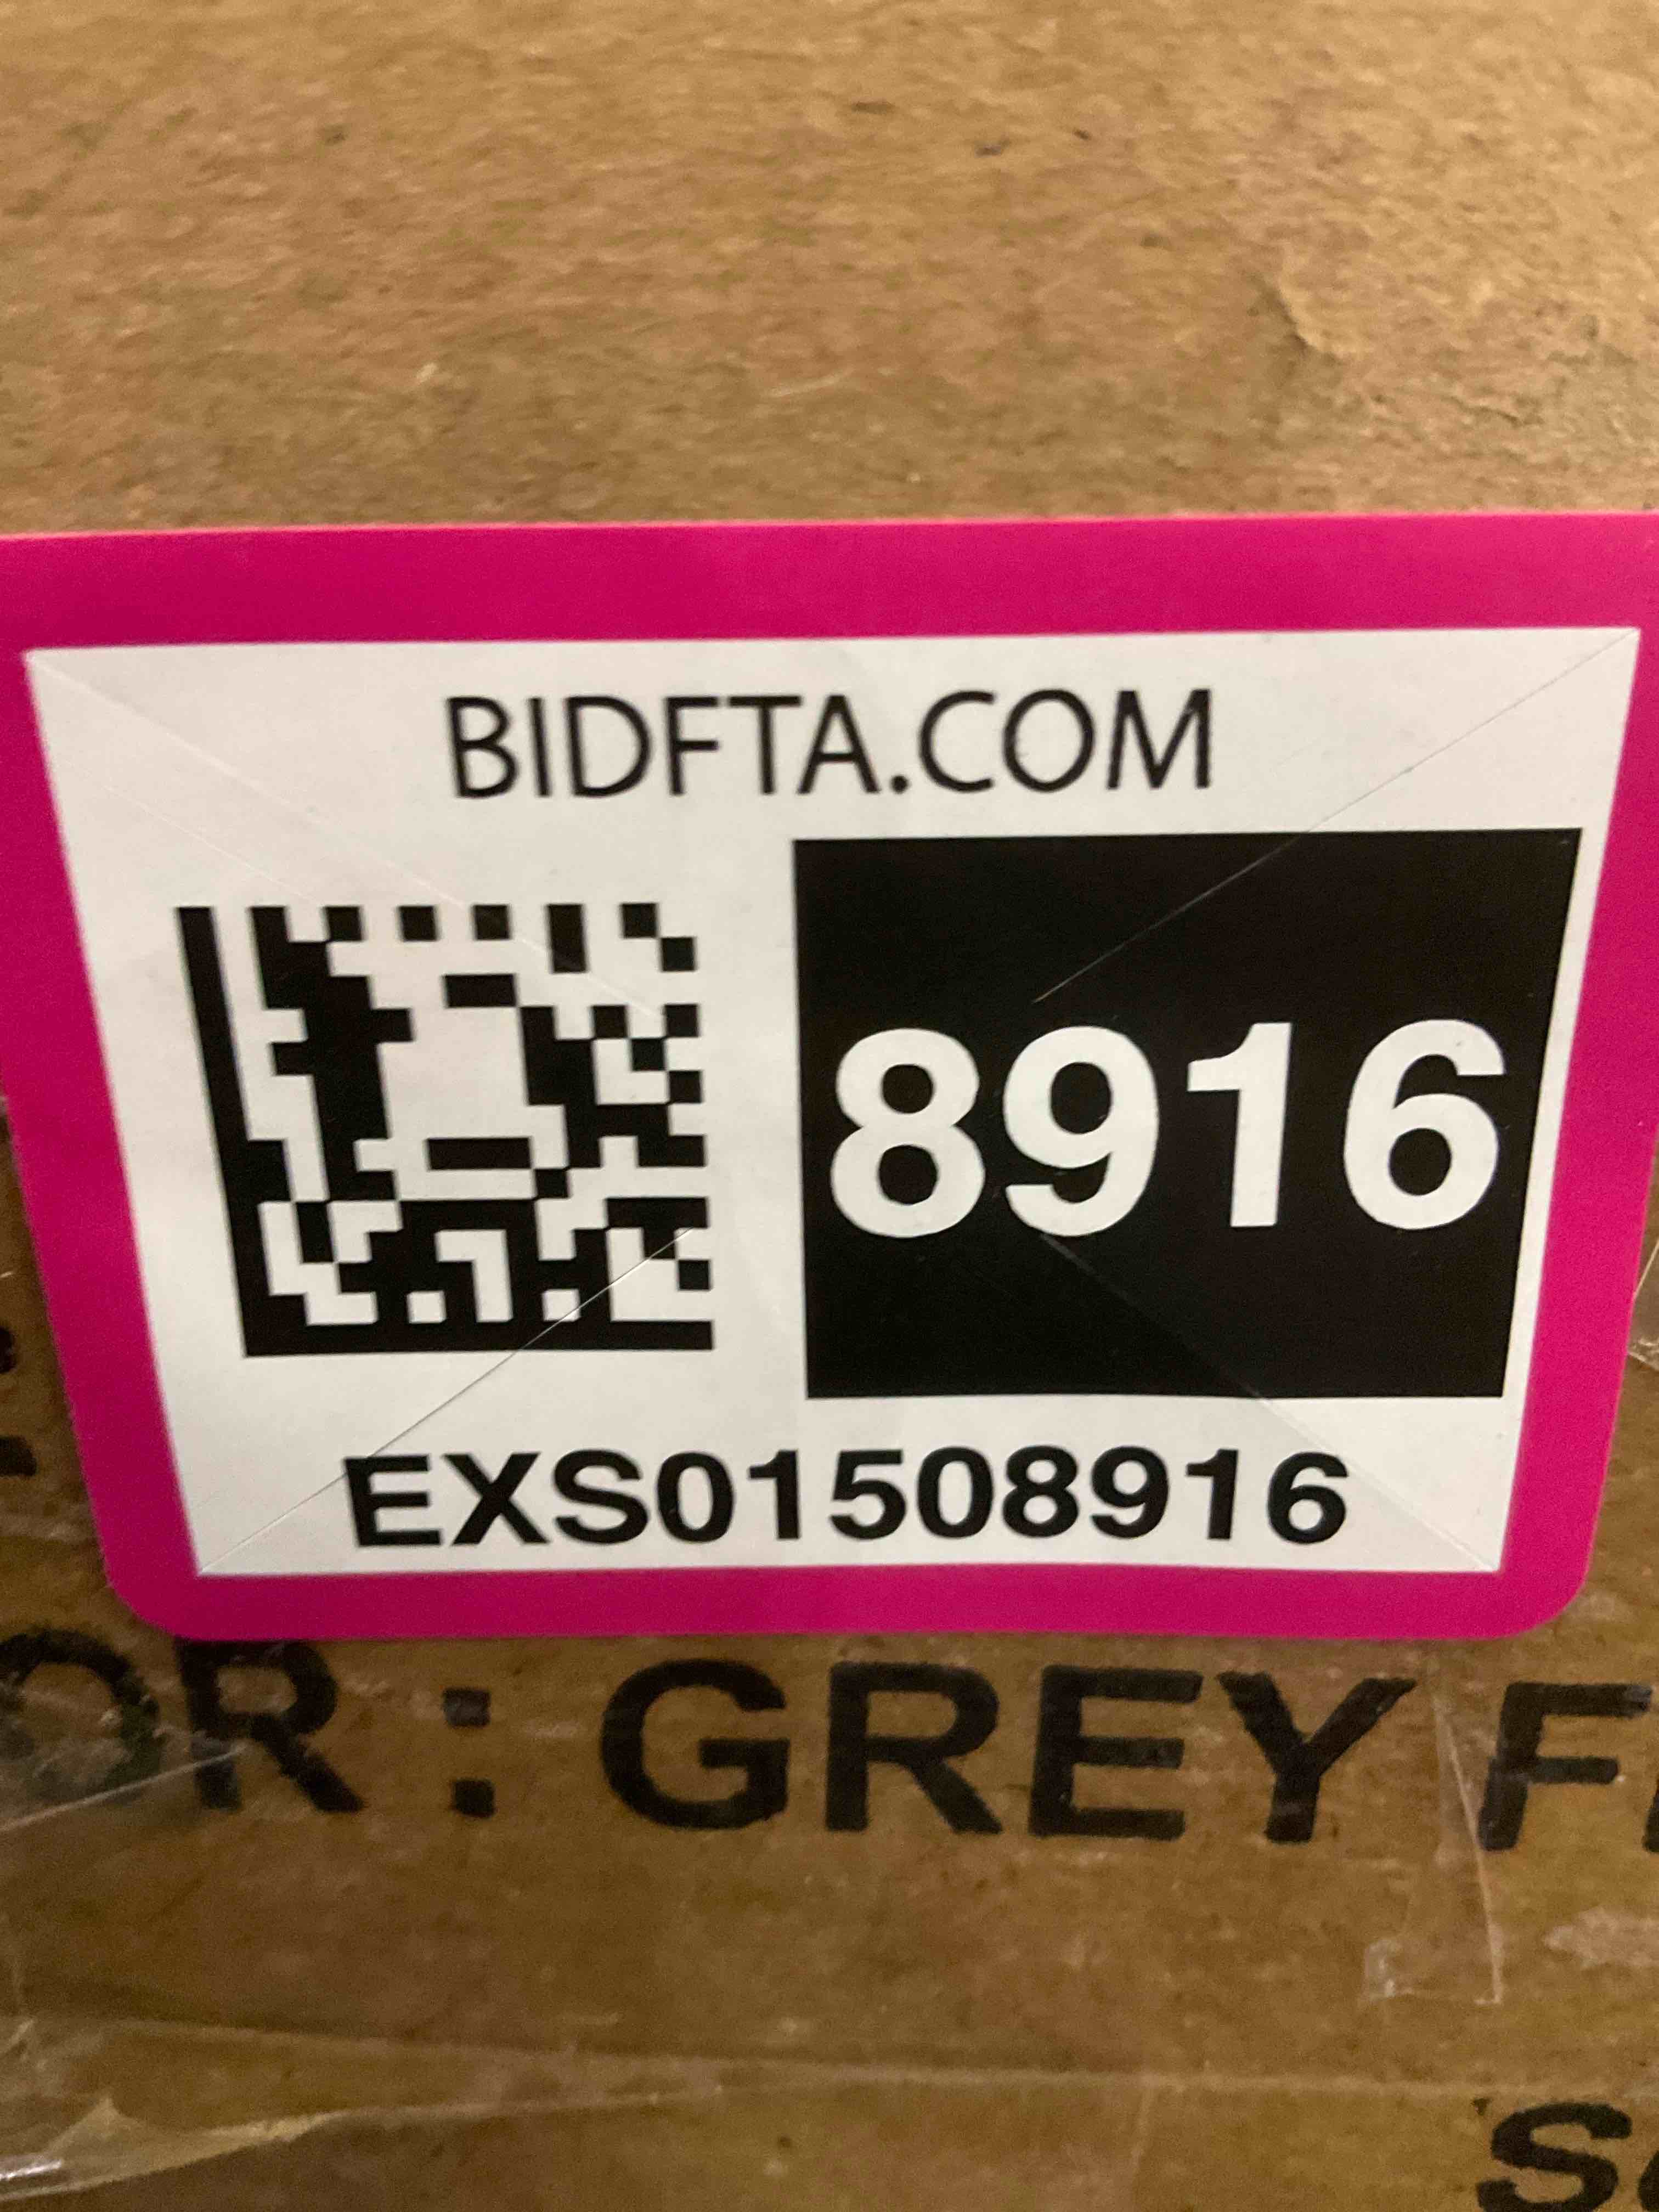 BIDFTA.COM
8916
EXS01508916
OR : GREY F